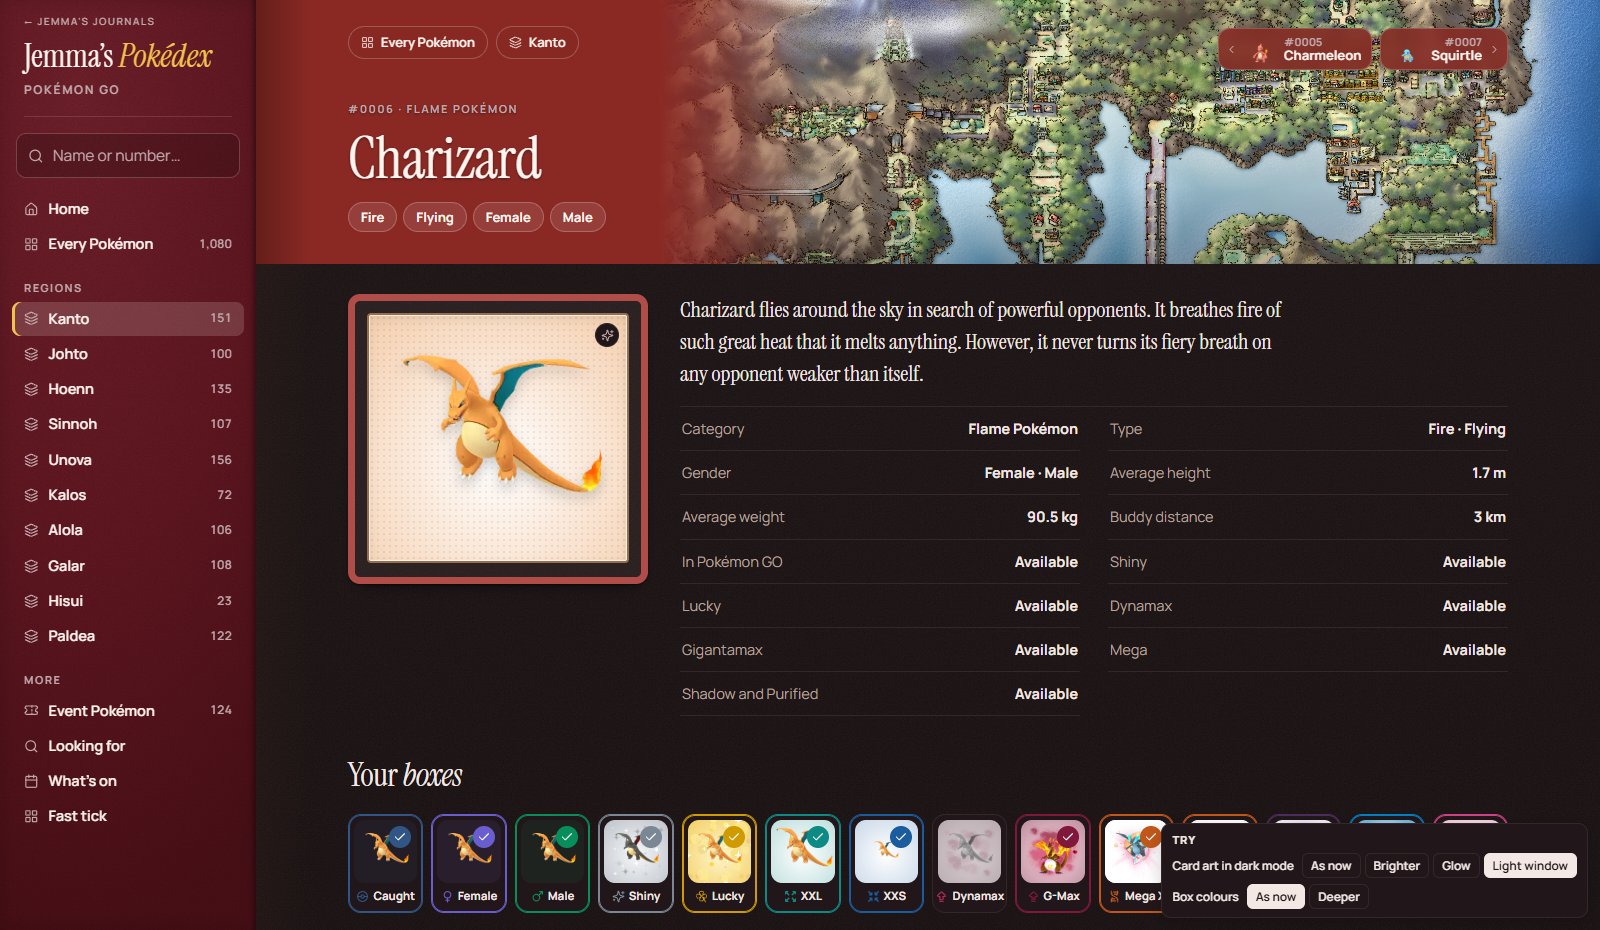 ← JEMMA'S JOURNALS
Jemma's Pokédex
POKÉMON GO
Name or number...
Home
Every Pokémon 1,080
REGIONS
Kanto 151
Johto 100
Hoenn 135
Sinnoh 107
Unova 156
Kalos 72
Alola 106
Galar 108
Hisui 23
Paldea 122
MORE
Event Pokémon 124
Looking for
What's on
Fast tick
Every Pokémon Kanto
#0005
Charmeleon
#0007
Squirtle
#0006 · FLAME POKÉMON
Charizard
Fire Flying Female Male
Charizard flies around the sky in search of powerful opponents. It breathes fire of
such great heat that it melts anything. However, it never turns its fiery breath on
any opponent weaker than itself.
Category Flame Pokémon Type Fire · Flying
Gender Female · Male Average height 1.7 m
Average weight 90.5 kg Buddy distance 3 km
In Pokémon GO Available Shiny Available
Lucky Available Dynamax Available
Gigantamax Available Mega Available
Shadow and Purified Available
Your boxes
Caught Female Male Shiny Lucky XXL XXS Dynamax G-Max Mega
TRY
Card art in dark mode As now Brighter Glow Light window
Box colours As now Deeper